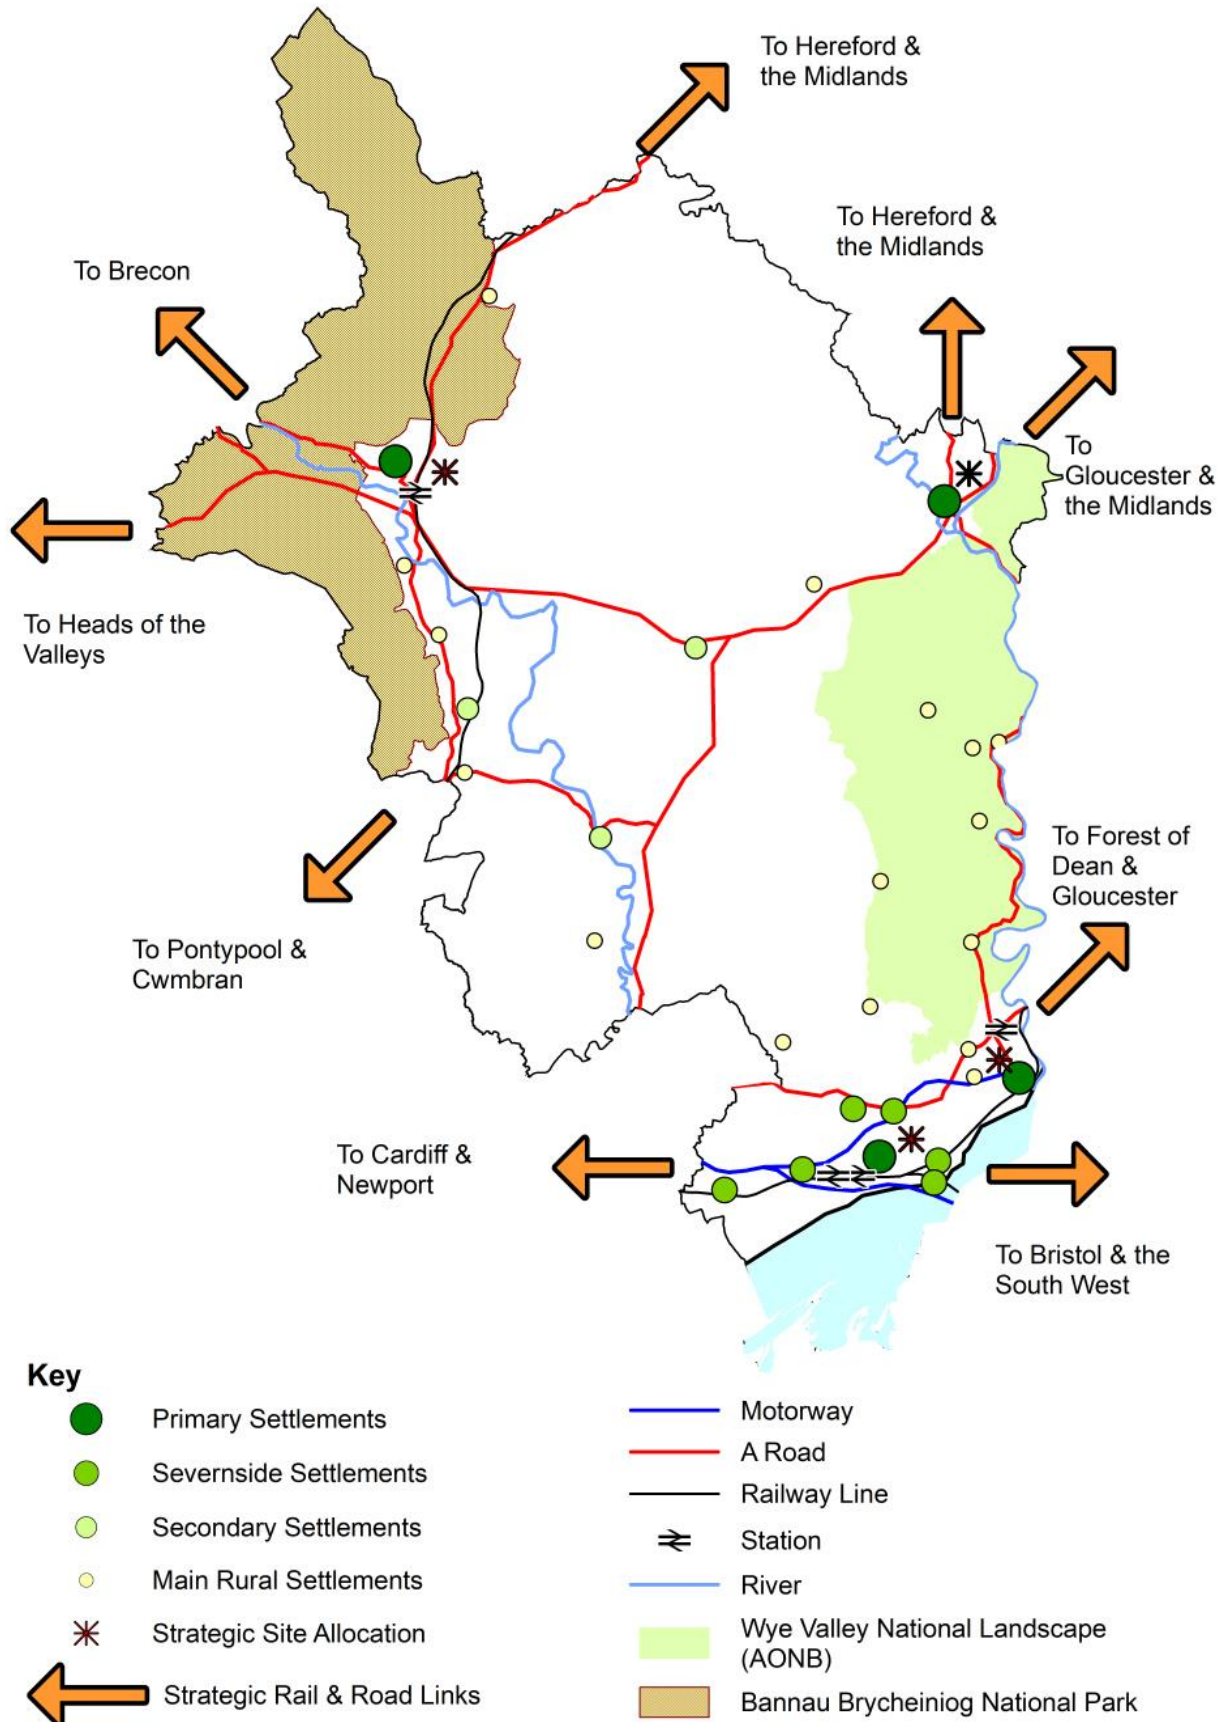 To Hereford &
the Midlands
To Hereford &
the Midlands
To Brecon
To
Gloucester &
the Midlands
To Heads of the
Valleys
To Forest of
Dean &
Gloucester
To Pontypool &
Cwmbran
To Cardiff &
Newport
To Bristol & the
South West
Key
Primary Settlements
Severnside Settlements
Secondary Settlements
Main Rural Settlements
Strategic Site Allocation
Strategic Rail & Road Links
Motorway
A Road
Railway Line
Station
River
Wye Valley National Landscape
(AONB)
Bannau Brycheiniog National Park